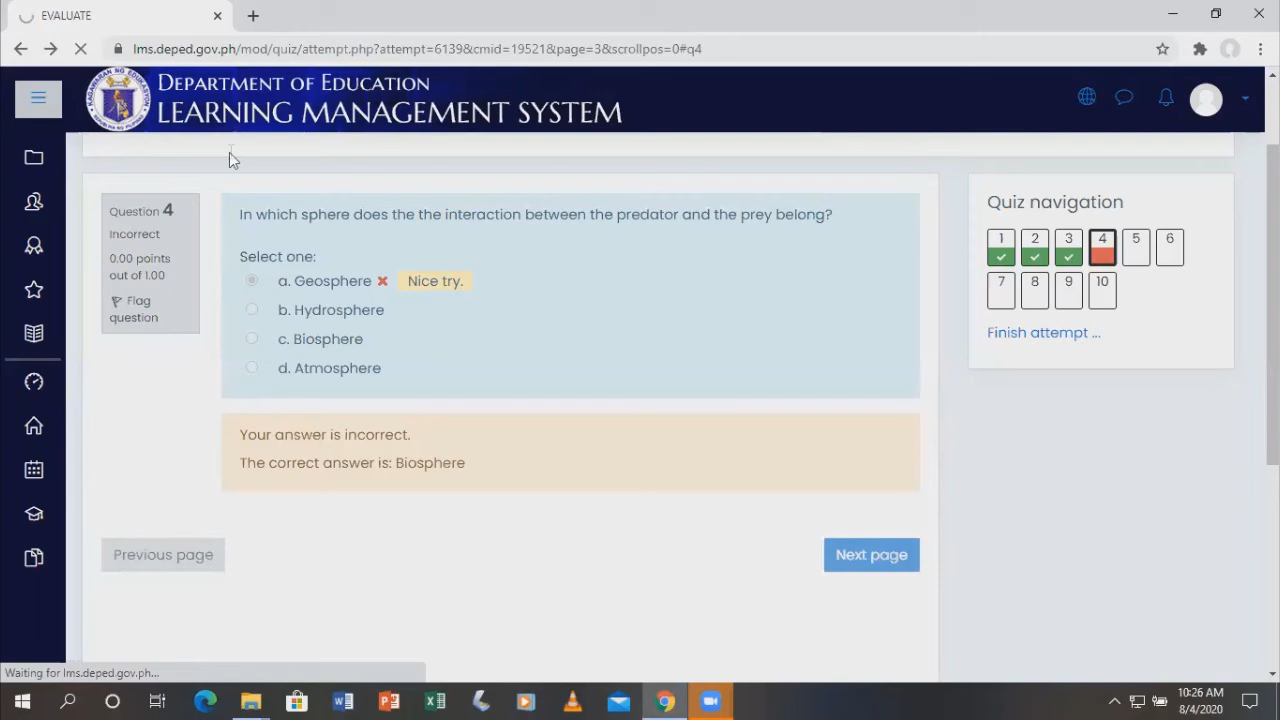 EVALUATE
lms.deped.gov.ph/mod/quiz/attempt.php?attempt=6139&cmid=19521&page=3&scrollpos=0#q4
DEPARTMENT OF EDUCATION
LEARNING MANAGEMENT SYSTEM
Question 4
Incorrect
0.00 points
out of 1.00
Flag
question
In which sphere does the the interaction between the predator and the prey belong?
Select one:
a. Geosphere Nice try.
b. Hydrosphere
c. Biosphere
d. Atmosphere
Your answer is incorrect.
The correct answer is: Biosphere
Previous page
Next page
Quiz navigation
1 2 3 4 5 6
7 8 9 10
Finish attempt ...
Waiting for lms.deped.gov.ph...
10:26 AM
8/4/2020